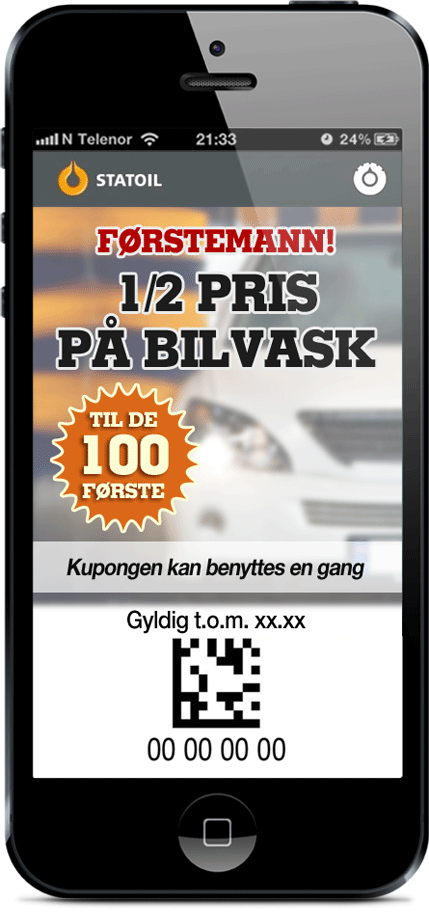 N Telenor 21:33 24%
STATOIL
FØRSTEMANN!
1/2 PRIS
PÅ BILVASK
TIL DE
100
FØRSTE
Kupongen kan benyttes en gang
Gyldig t.o.m. xx.xx
00 00 00 00